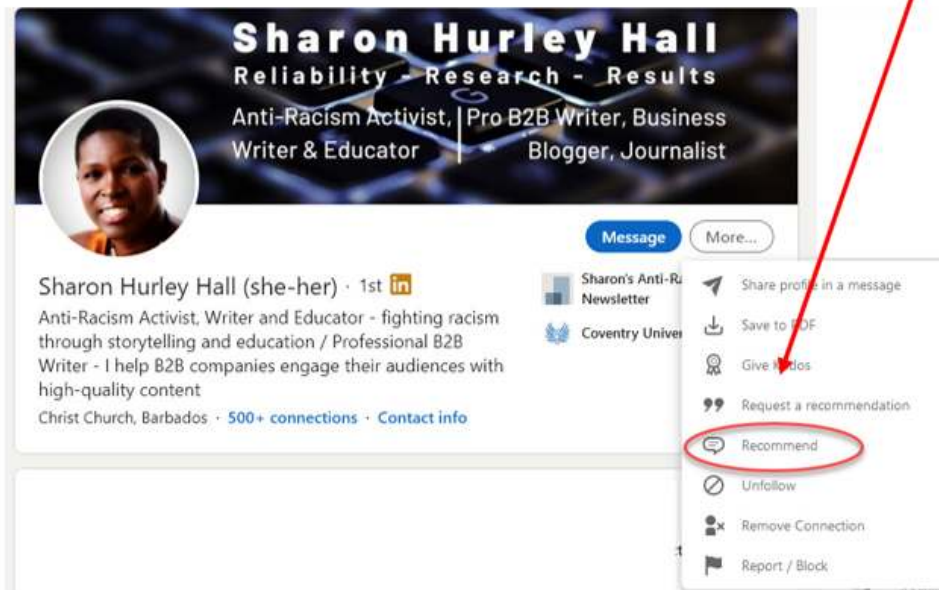 Sharon Hurley Hall
Reliability - Research - Results
Anti-Racism Activist, Pro B2B Writer, Business
Writer & Educator Blogger, Journalist
Message More...
Sharon Hurley Hall (she-her) · 1st in
Anti-Racism Activist, Writer and Educator - fighting racism
through storytelling and education / Professional B2B
Writer - I help B2B companies engage their audiences with
high-quality content
Christ Church, Barbados · 500+ connections · Contact info
Sharon's Anti-Ra
Newsletter
Coventry Univer
Share profile in a message
Save to PDF
Give Kudos
Request a recommendation
Recommend
Unfollow
Remove Connection
Report / Block